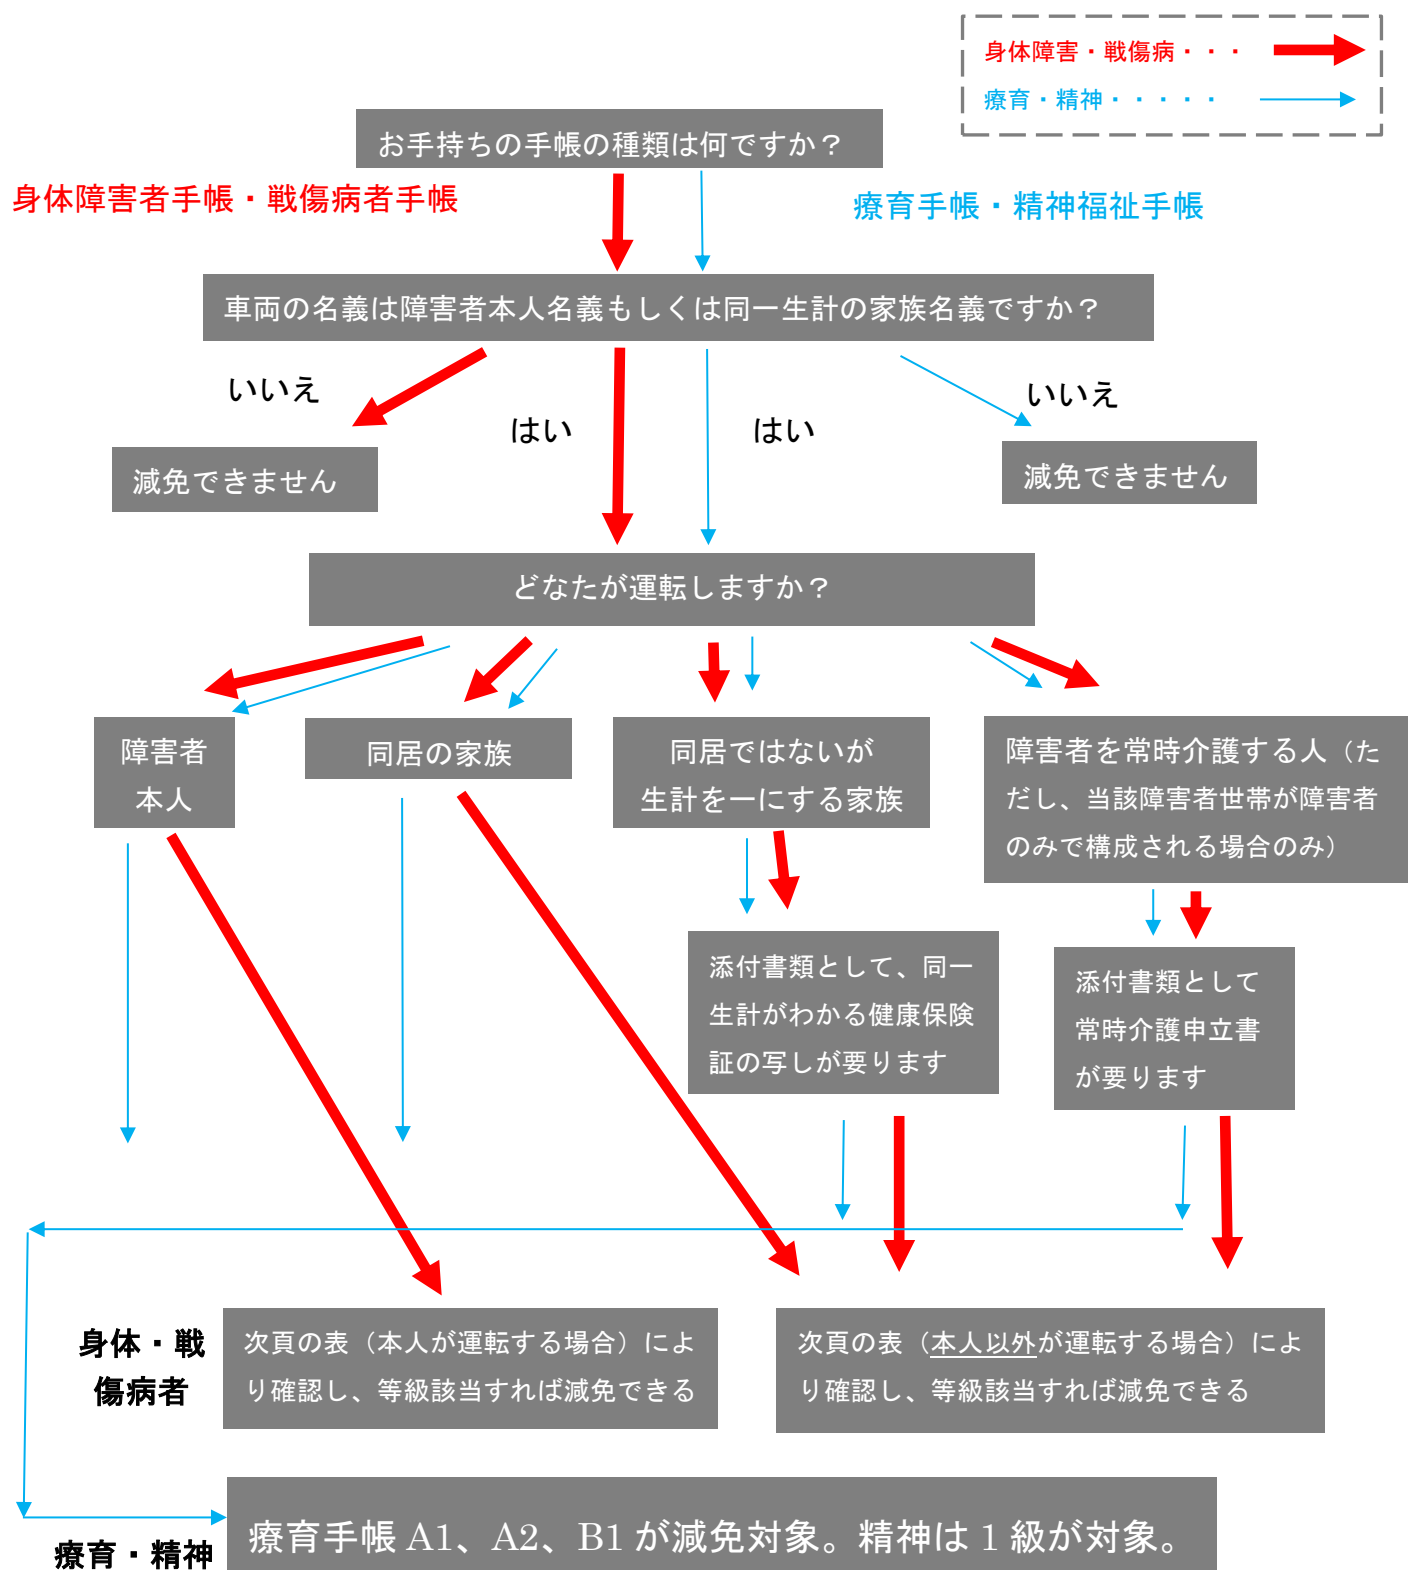 身体障害・戦傷病・・・
療育・精神・・・・・
お手持ちの手帳の種類は何ですか？
身体障害者手帳・戦傷病者手帳
療育手帳・精神福祉手帳
車両の名義は障害者本人名義もしくは同一生計の家族名義ですか？
いいえ
はい
はい
いいえ
減免できません
減免できません
どなたが運転しますか？
障害者
本人
同居の家族
同居ではないが
生計を一にする家族
障害者を常時介護する人（た
だし、当該障害者世帯が障害者
のみで構成される場合のみ）
添付書類として、同一
生計がわかる健康保険
証の写しが要ります
添付書類として
常時介護申立書
が要ります
身体・戦
傷病者
次頁の表（本人が運転する場合）によ
り確認し、等級該当すれば減免できる
次頁の表（本人以外が運転する場合）によ
り確認し、等級該当すれば減免できる
療育・精神
療育手帳 A1、A2、B1 が減免対象。精神は 1 級が対象。